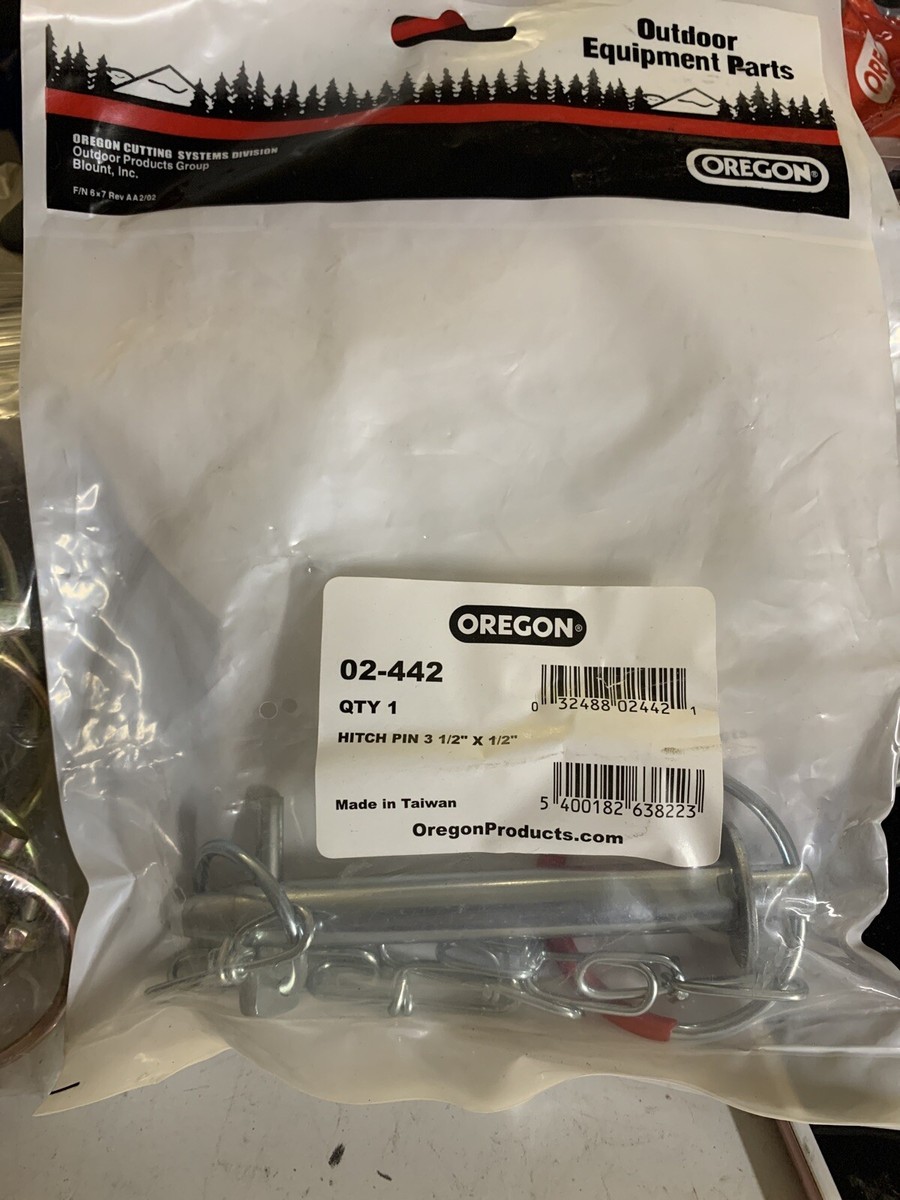 Outdoor
Equipment Parts
OREGON CUTTING SYSTEMS DIVISION
Outdoor Products Group
Blount, Inc.
F/N 6x7 Rev AA2/02
OREGON®
ORE
OREGON®
02-442
QTY 1
HITCH PIN 3 1/2" X 1/2"
0 32488 02442 1
Made in Taiwan
5 400182 638223
OregonProducts.com